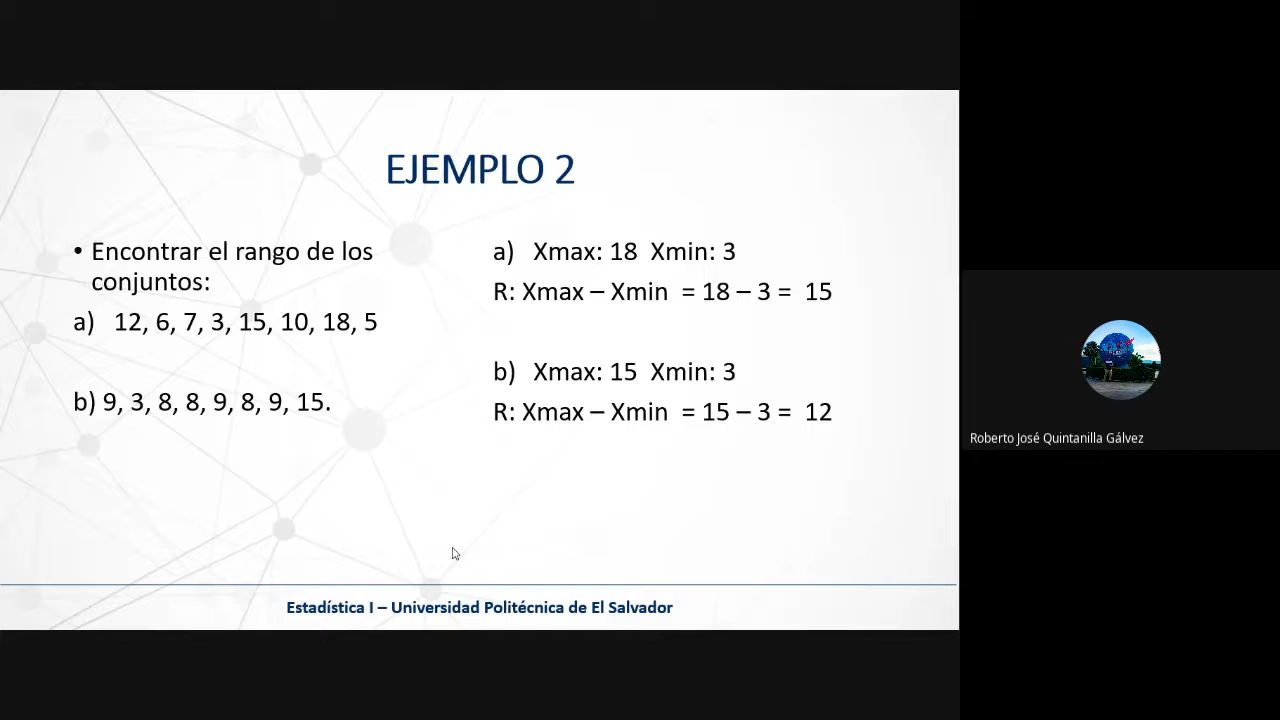 EJEMPLO 2
• Encontrar el rango de los
conjuntos:
a) 12, 6, 7, 3, 15, 10, 18, 5
b) 9, 3, 8, 8, 9, 8, 9, 15.
a) Xmax: 18 Xmin: 3
R: Xmax – Xmin = 18 – 3 = 15
b) Xmax: 15 Xmin: 3
R: Xmax – Xmin = 15 – 3 = 12
Estadística I – Universidad Politécnica de El Salvador
Roberto José Quintanilla Gálvez